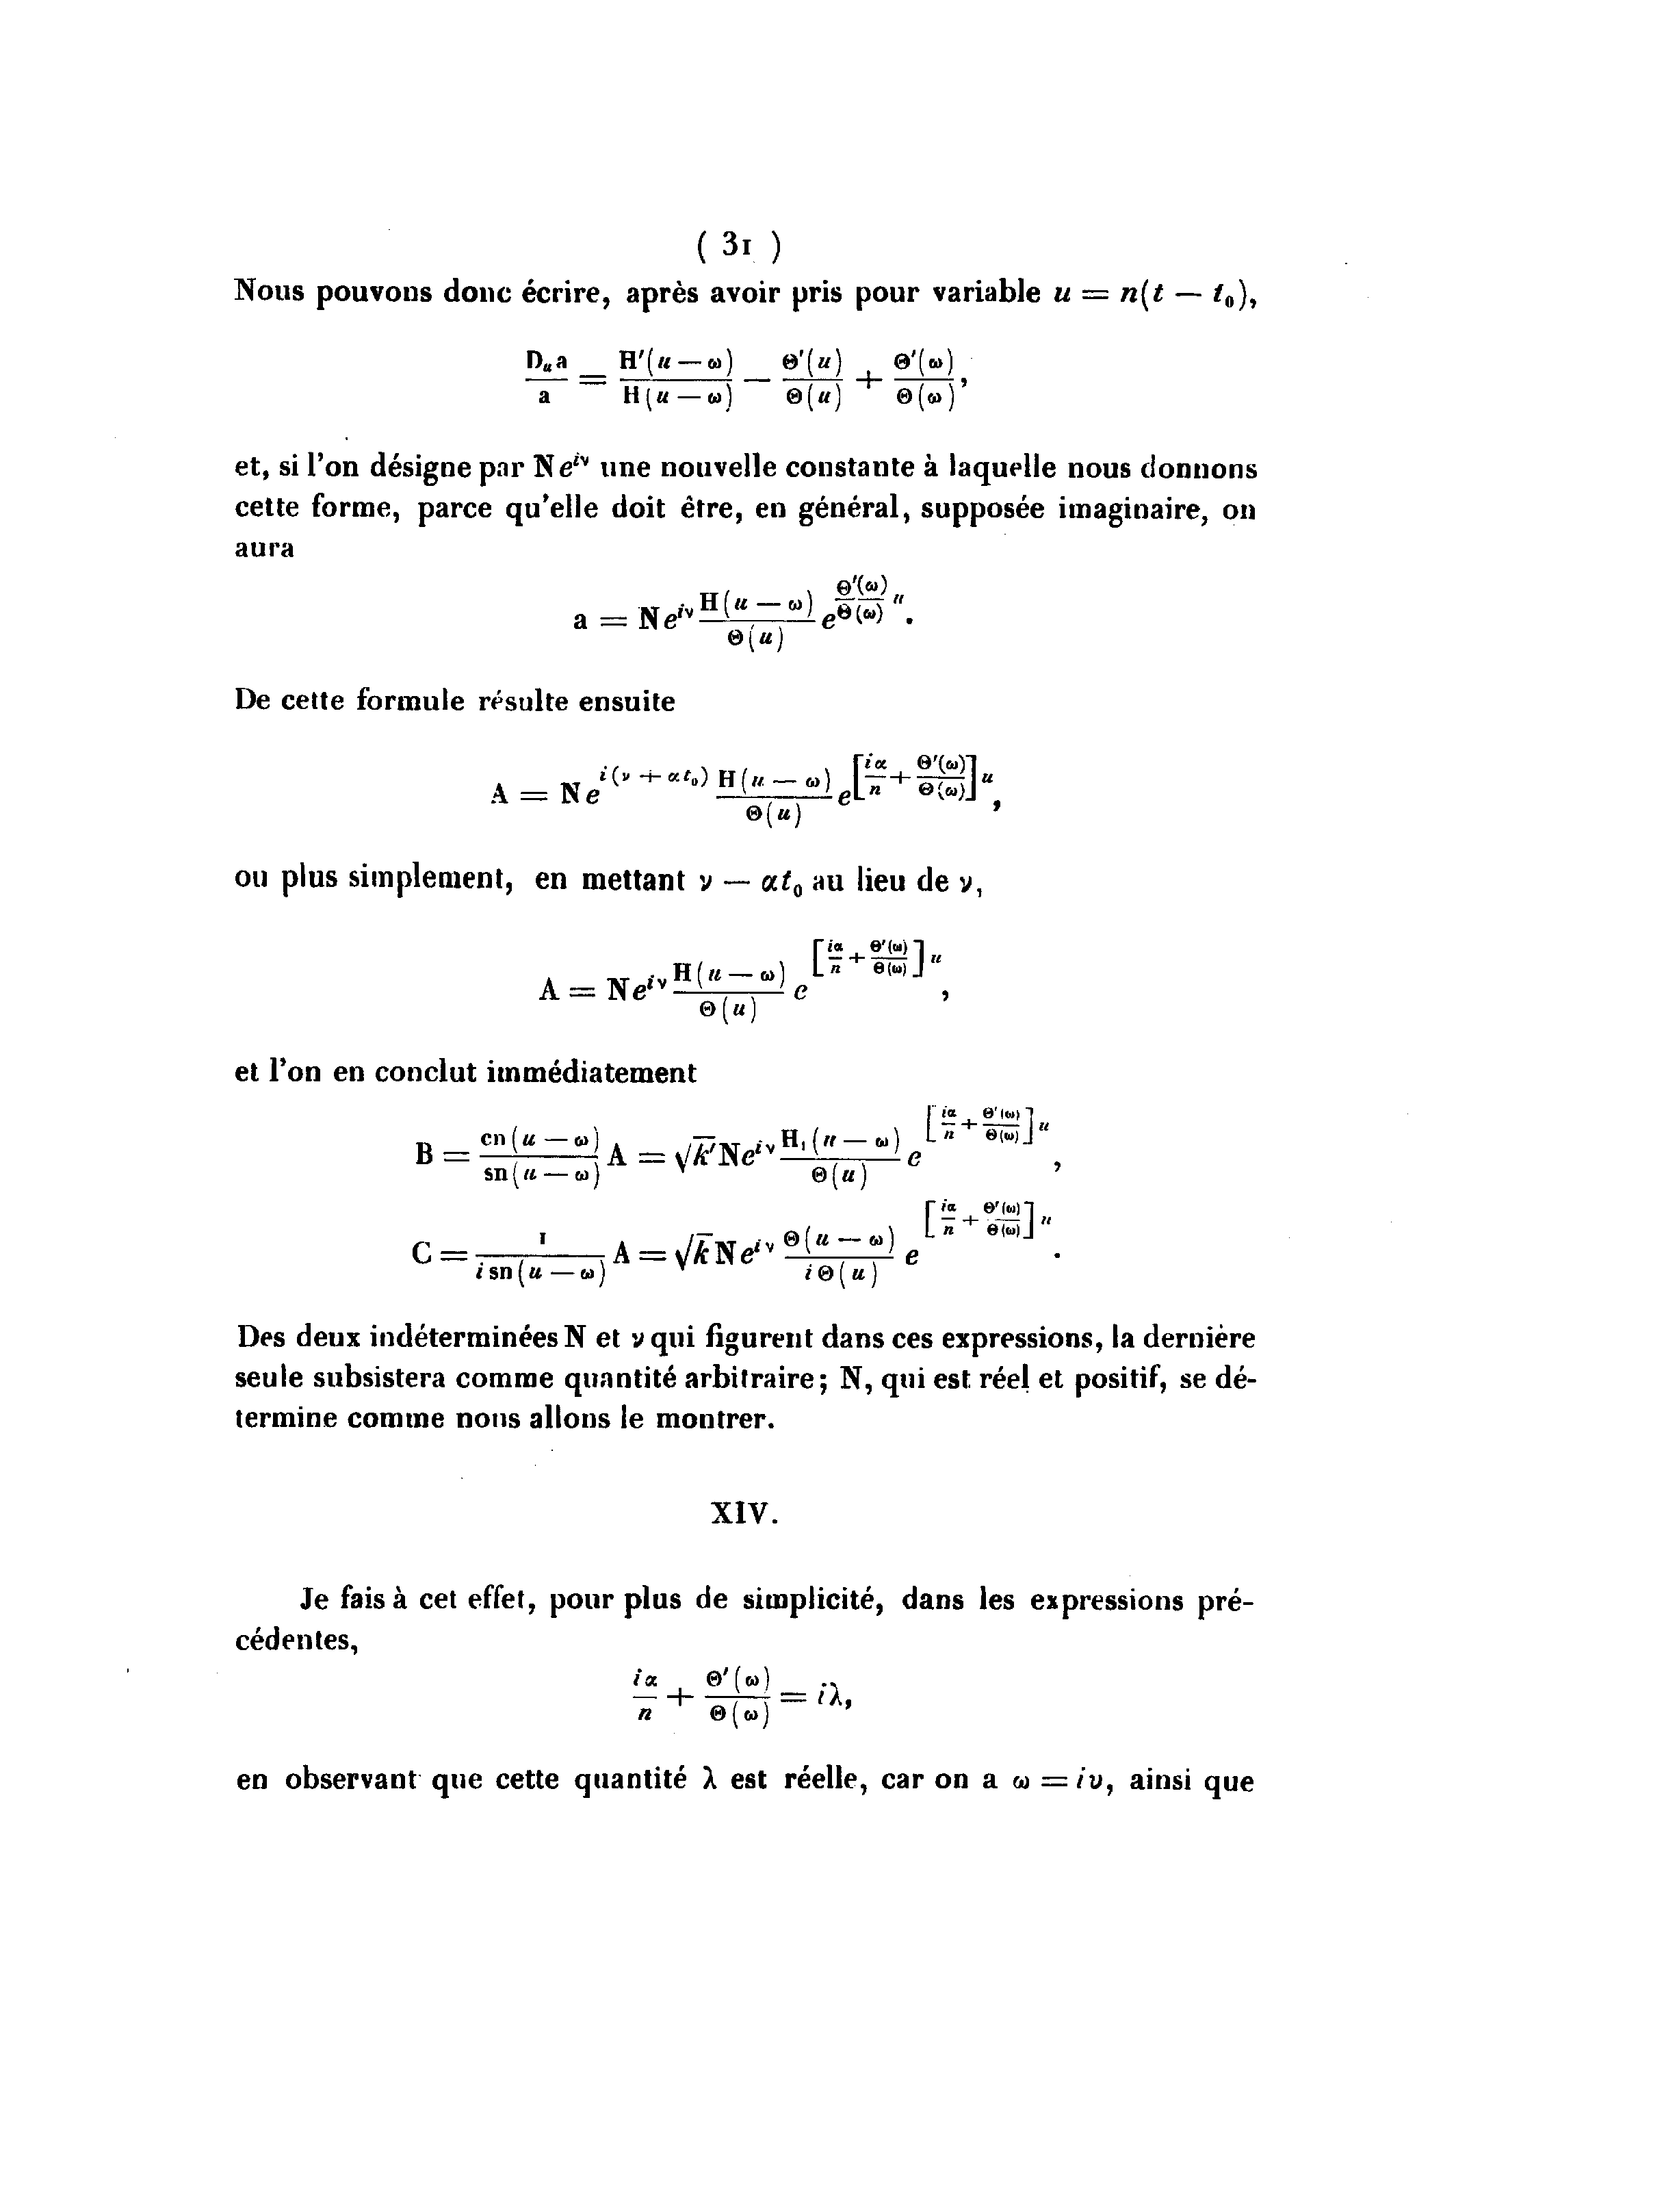 ( 31 )
Nous pouvons donc écrire, après avoir pris pour variable $u = n(t - t_0)$,
$\frac{D_u a}{a} = \frac{H'(u-\omega)}{H(u-\omega)} - \frac{\Theta'(u)}{\Theta(u)} + \frac{\Theta'(\omega)}{\Theta(\omega)},$
et, si l'on désigne par $Ne^{i\nu}$ une nouvelle constante à laquelle nous donnons
cette forme, parce qu'elle doit être, en général, supposée imaginaire, on
aura
$a = Ne^{i\nu} \frac{H(u-\omega)}{\Theta(u)} e^{\frac{\Theta'(\omega)}{\Theta(\omega)} u}.$
De cette formule résulte ensuite
$A = Ne^{i(\nu + \alpha t_0)} \frac{H(u-\omega)}{\Theta(u)} e^{\left[\frac{i\alpha}{n} + \frac{\Theta'(\omega)}{\Theta(\omega)}\right] u},$
ou plus simplement, en mettant $\nu - \alpha t_0$ au lieu de $\nu$,
$A = Ne^{i\nu} \frac{H(u-\omega)}{\Theta(u)} e^{\left[\frac{i\alpha}{n} + \frac{\Theta'(\omega)}{\Theta(\omega)}\right] u},$
et l'on en conclut immédiatement
$B = \frac{\text{cn}(u-\omega)}{\text{sn}(u-\omega)} A = \sqrt{k'} Ne^{i\nu} \frac{H_1(u-\omega)}{\Theta(u)} e^{\left[\frac{i\alpha}{n} + \frac{\Theta'(\omega)}{\Theta(\omega)}\right] u},$
$C = \frac{1}{i\,\text{sn}(u-\omega)} A = \sqrt{k} Ne^{i\nu} \frac{\Theta(u-\omega)}{i\Theta(u)} e^{\left[\frac{i\alpha}{n} + \frac{\Theta'(\omega)}{\Theta(\omega)}\right] u}.$
Des deux indéterminées N et $\nu$ qui figurent dans ces expressions, la dernière
seule subsistera comme quantité arbitraire; N, qui est réel et positif, se dé-
termine comme nous allons le montrer.
XIV.
Je fais à cet effet, pour plus de simplicité, dans les expressions pré-
cédentes,
$\frac{i\alpha}{n} + \frac{\Theta'(\omega)}{\Theta(\omega)} = i\lambda,$
en observant que cette quantité $\lambda$ est réelle, car on a $\omega = i\upsilon$, ainsi que